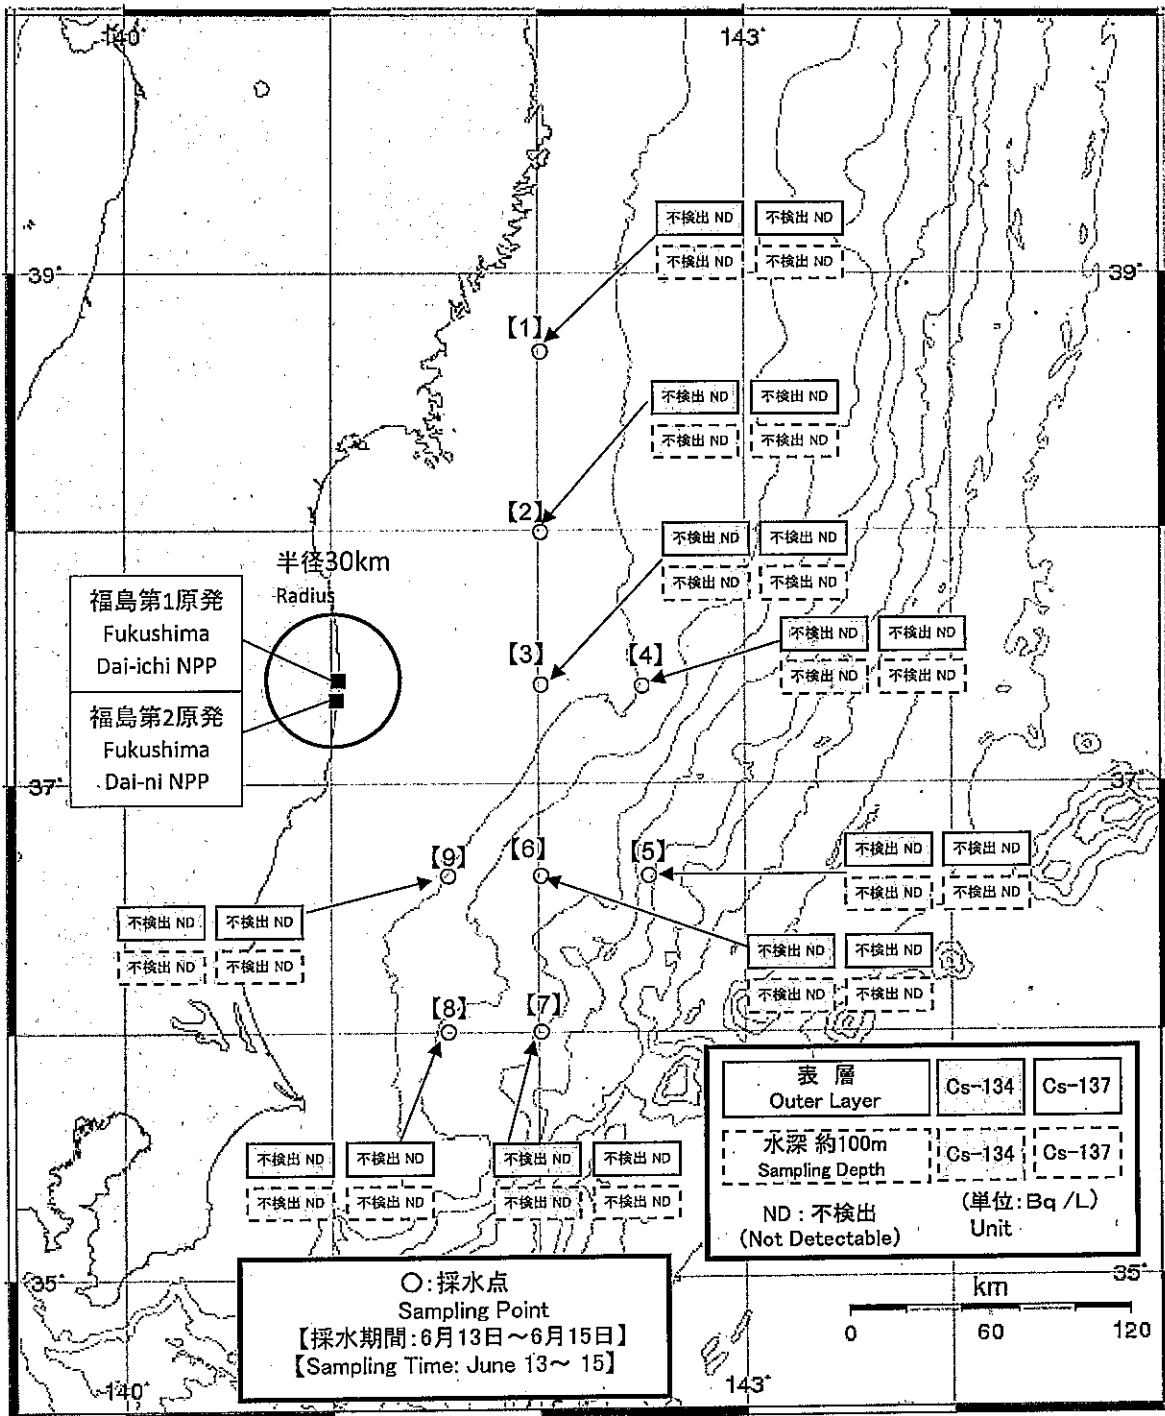 140°
143°
不検出 ND 不検出 ND
不検出 ND 不検出 ND
39°
39°
【1】
不検出 ND 不検出 ND
不検出 ND 不検出 ND
【2】
不検出 ND 不検出 ND
不検出 ND 不検出 ND
半径30km
Radius
福島第1原発
Fukushima
Dai-ichi NPP
福島第2原発
Fukushima
Dai-ni NPP
【3】
【4】
不検出 ND 不検出 ND
不検出 ND 不検出 ND
37°
37°
【9】
【6】
【5】
不検出 ND 不検出 ND
不検出 ND 不検出 ND
不検出 ND 不検出 ND
不検出 ND 不検出 ND
不検出 ND 不検出 ND
不検出 ND 不検出 ND
【8】
【7】
不検出 ND 不検出 ND
不検出 ND 不検出 ND
不検出 ND 不検出 ND
不検出 ND 不検出 ND
表 層
Outer Layer
Cs-134
Cs-137
水深 約100m
Sampling Depth
Cs-134
Cs-137
ND:不検出
(Not Detectable)
(単位:Bq /L)
Unit
35°
35°
○:採水点
Sampling Point
【採水期間:6月13日~6月15日】
【Sampling Time: June 13~ 15】
km
0 60 120
140°
143°